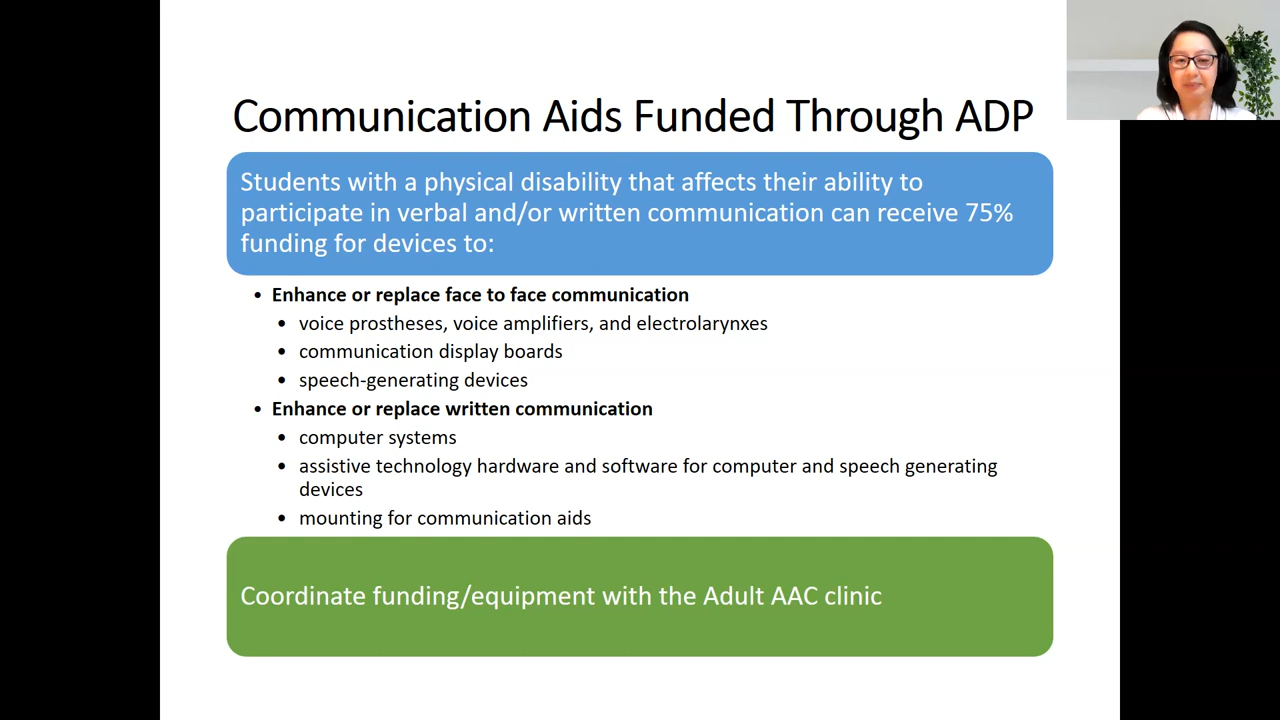 Communication Aids Funded Through ADP
Students with a physical disability that affects their ability to
participate in verbal and/or written communication can receive 75%
funding for devices to:
• Enhance or replace face to face communication
• voice prostheses, voice amplifiers, and electrolarynxes
• communication display boards
• speech-generating devices
• Enhance or replace written communication
• computer systems
• assistive technology hardware and software for computer and speech generating
devices
• mounting for communication aids
Coordinate funding/equipment with the Adult AAC clinic